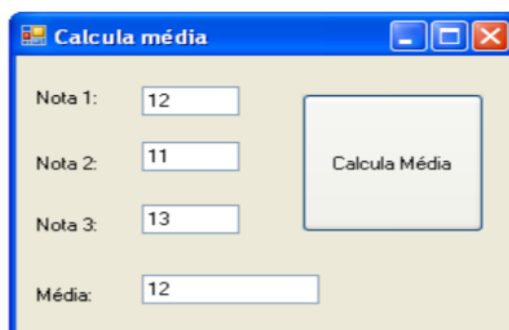 Calcula média
Nota 1: 12
Nota 2: 11
Calcula Média
Nota 3: 13
Média: 12